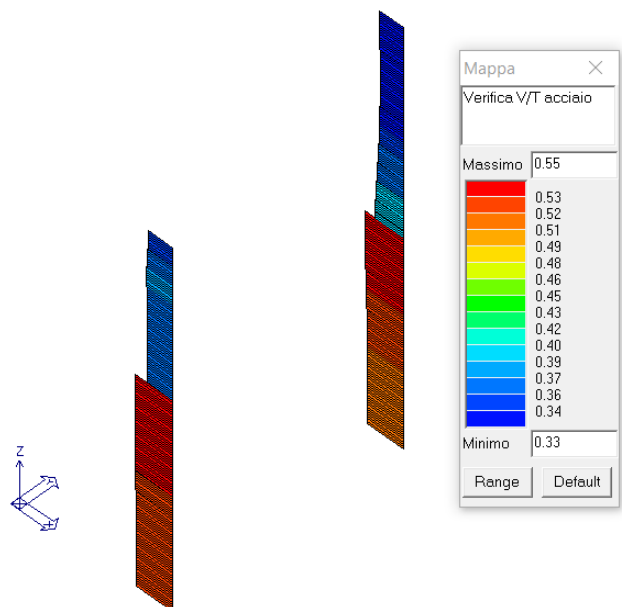 Mappa
Verifica V/T acciaio
Massimo 0.55
0.53
0.52
0.51
0.49
0.48
0.46
0.45
0.43
0.42
0.40
0.39
0.37
0.36
0.34
Minimo 0.33
Range Default
Z